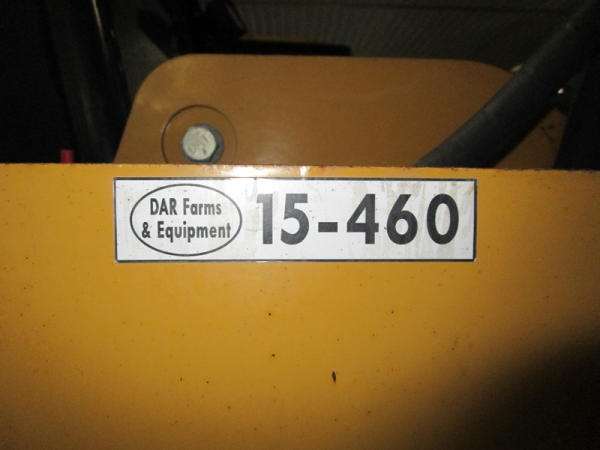 DAR Farms
& Equipment
15-460